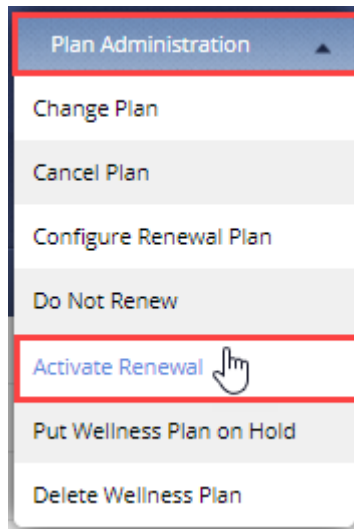 Plan Administration
Change Plan
Cancel Plan
Configure Renewal Plan
Do Not Renew
Activate Renewal
Put Wellness Plan on Hold
Delete Wellness Plan